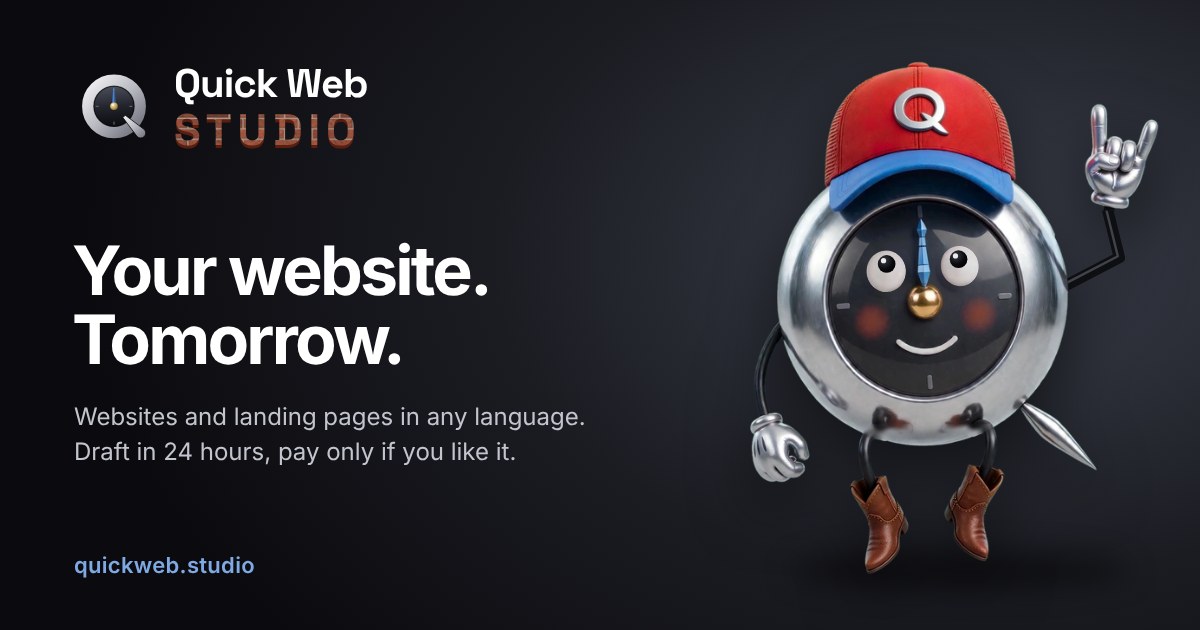 Quick Web
STUDIO
Your website.
Tomorrow.
Websites and landing pages in any language.
Draft in 24 hours, pay only if you like it.
quickweb.studio
Q